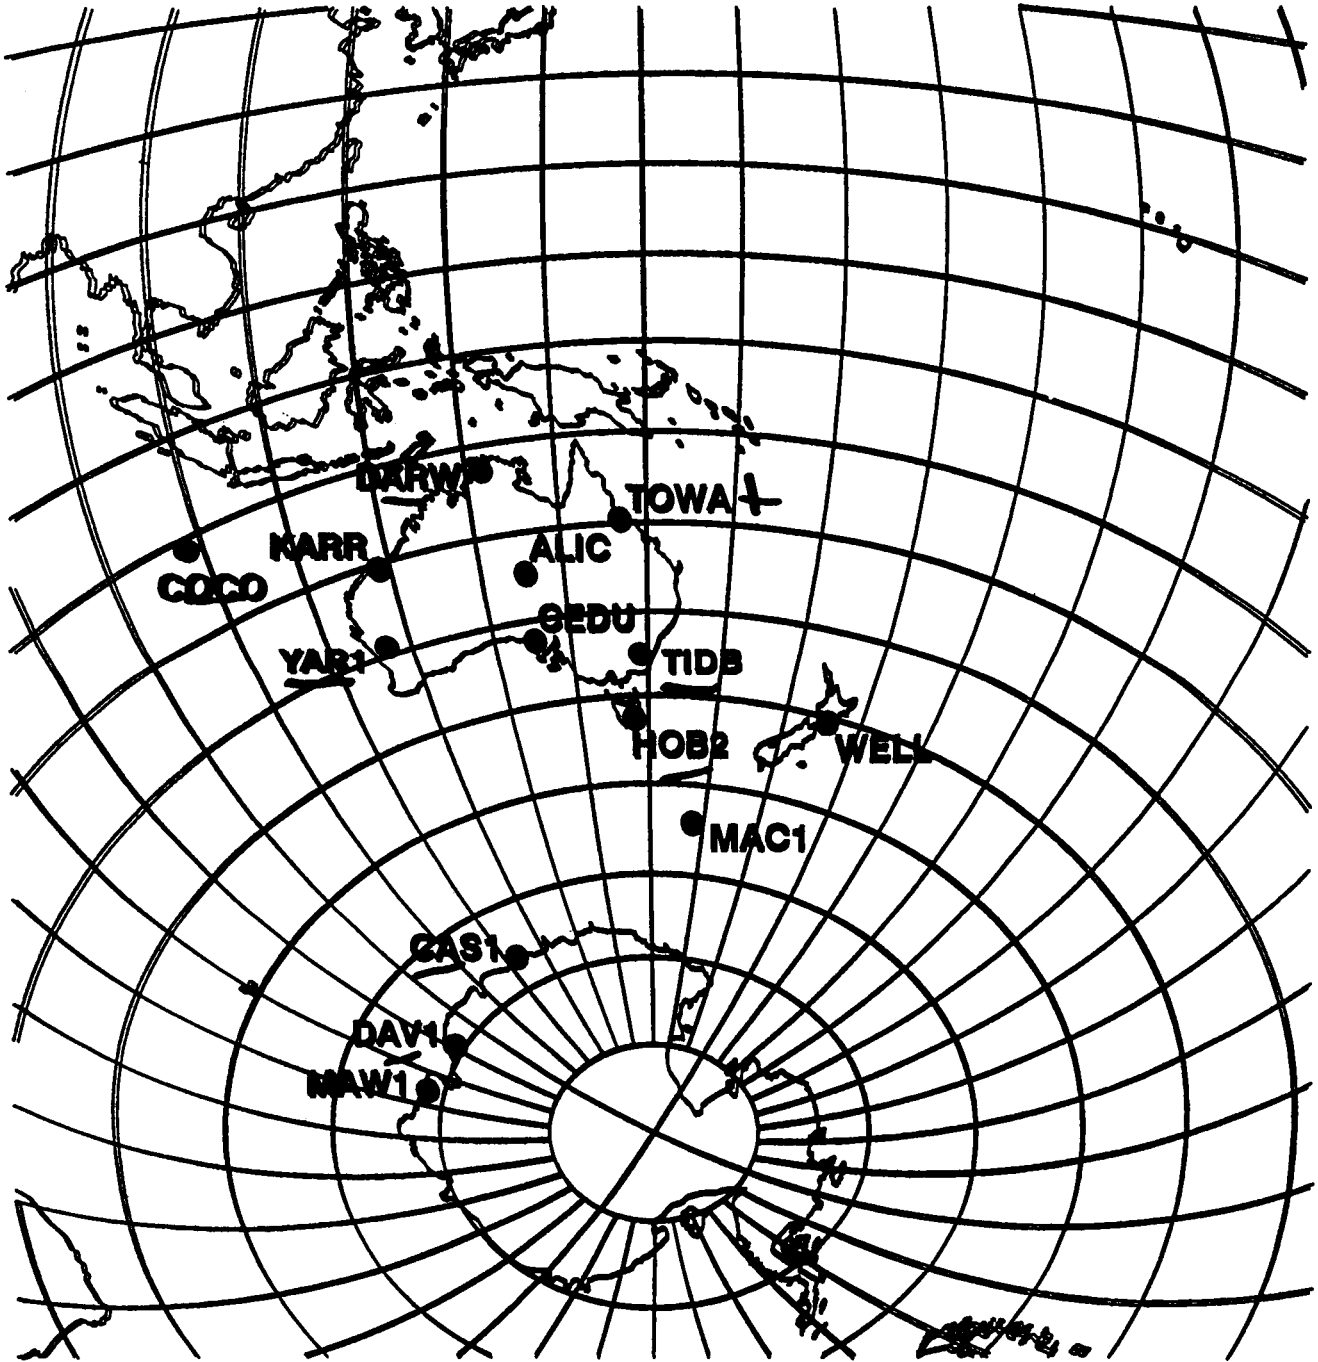 DARW
TOWA
KARR
ALIC
COCO
CEDU
YAR1
TIDB
HOB2
WELL
MAC1
CAS1
DAV1
MAW1